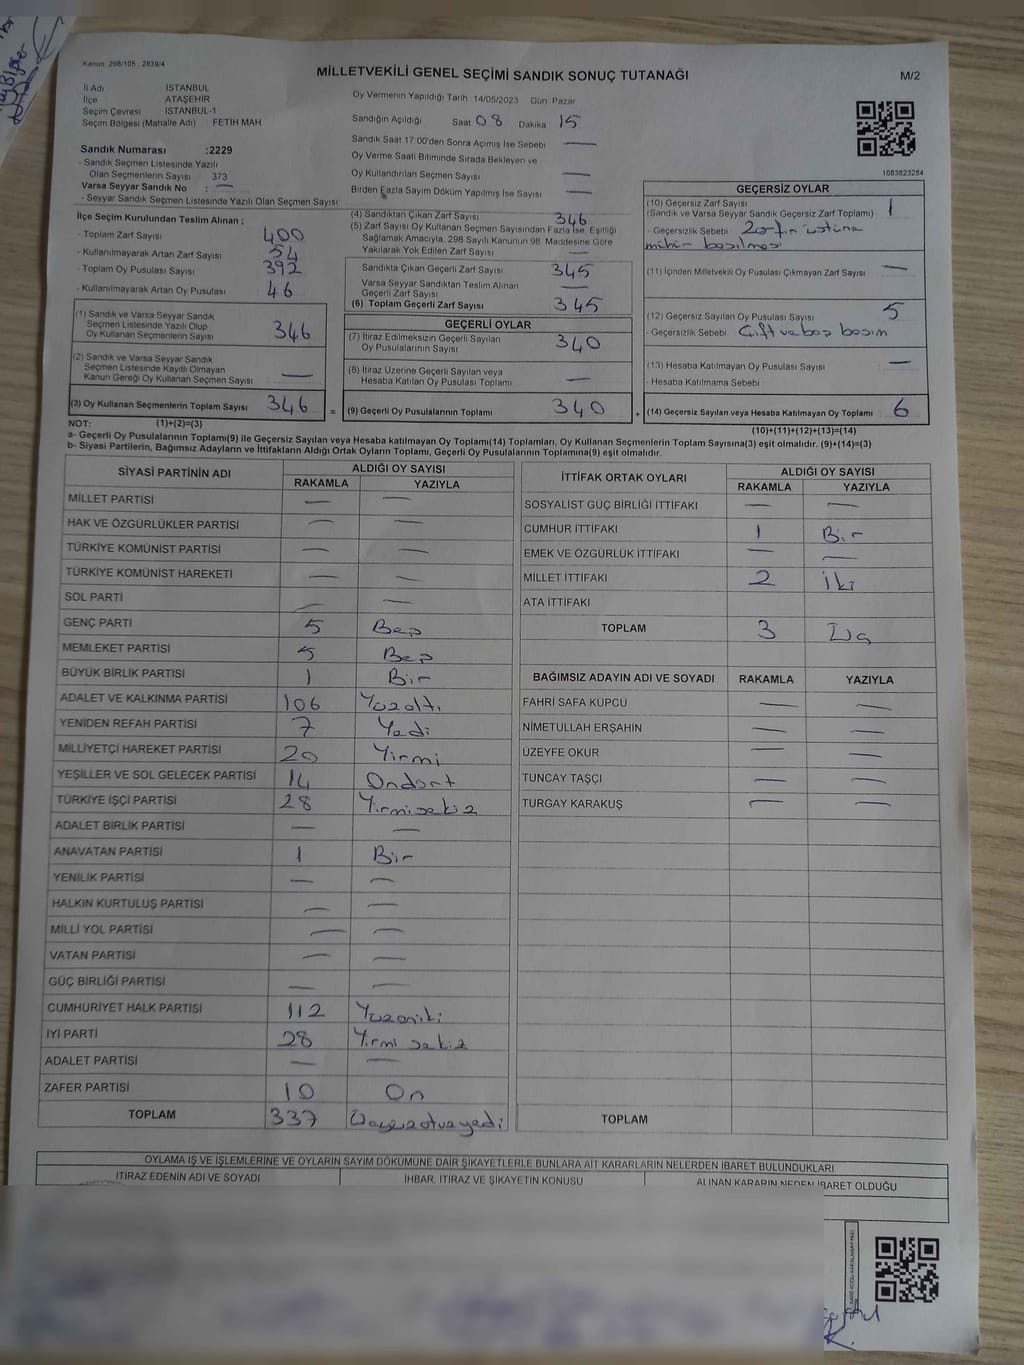 Kanun: 298/105 : 2839/4
MİLLETVEKİLİ GENEL SEÇİMİ SANDIK SONUÇ TUTANAĞI
M/2
İl Adı İSTANBUL
İlçe ATAŞEHİR
Seçim Çevresi İSTANBUL-1
Seçim Bölgesi (Mahalle Adı) FETİH MAH
Oy Vermenin Yapıldığı Tarih 14/05/2023 Gün Pazar
Sandığın Açıldığı Saat 08 Dakika 15
Sandık Saat 17:00'den Sonra Açımış İse Sebebi —
Oy Verme Saati Bitiminde Sırada Bekleyen ve
Oy Kullandırılan Seçmen Sayısı —
Birden Fazla Sayım Döküm Yapılmış İse Sayısı —
1083823284
Sandık Numarası :2229
- Sandık Seçmen Listesinde Yazılı
Olan Seçmenlerin Sayısı 373
Varsa Seyyar Sandık No : —
- Seyyar Sandık Seçmen Listesinde Yazılı Olan Seçmen Sayısı
İlçe Seçim Kurulundan Teslim Alınan ;
- Toplam Zarf Sayısı 400
- Kullanılmayarak Artan Zarf Sayısı 54
- Toplam Oy Pusulası Sayısı 392
- Kullanılmayarak Artan Oy Pusulası 46
(1) Sandık ve Varsa Seyyar Sandık
Seçmen Listesinde Yazılı Olup
Oy Kullanan Seçmenlerin Sayısı 346
(2) Sandık ve Varsa Seyyar Sandık
Seçmen Listesinde Kayıtlı Olmayan
Kanun Gereği Oy Kullanan Seçmen Sayısı —
(3) Oy Kullanan Seçmenlerin Toplam Sayısı 346 =
(4) Sandıktan Çıkan Zarf Sayısı 346
(5) Zarf Sayısı Oy Kullanan Seçmen Sayısından Fazla İse, Eşitliği
Sağlamak Amacıyla, 298 Sayılı Kanunun 98. Maddesine Göre
Yakılarak Yok Edilen Zarf Sayısı —
Sandıkta Çıkan Geçerli Zarf Sayısı 345
Varsa Seyyar Sandıktan Teslim Alınan
Geçerli Zarf Sayısı —
(6) Toplam Geçerli Zarf Sayısı 345
GEÇERLİ OYLAR
(7) İtiraz Edilmeksizin Geçerli Sayılan
Oy Pusulalarının Sayısı 340
(8) İtiraz Üzerine Geçerli Sayılan veya
Hesaba Katılan Oy Pusulası Toplamı —
(9) Geçerli Oy Pusulalarının Toplamı 340 +
GEÇERSİZ OYLAR
(10) Geçersiz Zarf Sayısı
(Sandık ve Varsa Seyyar Sandık Geçersiz Zarf Toplamı) 1
- Geçersizlik Sebebi Zarfın üstüne
mühür basılması
(11) İçinden Milletvekili Oy Pusulası Çıkmayan Zarf Sayısı —
(12) Geçersiz Sayılan Oy Pusulası Sayısı 5
- Geçersizlik Sebebi Çift ve boş basım
(13) Hesaba Katılmayan Oy Pusulası Sayısı —
- Hesaba Katılmama Sebebi
(14) Geçersiz Sayılan veya Hesaba Katılmayan Oy Toplamı 6
NOT: (1)+(2)=(3)
(10)+(11)+(12)+(13)=(14)
a- Geçerli Oy Pusulalarının Toplamı(9) ile Geçersiz Sayılan veya Hesaba katılmayan Oy Toplamı(14) Toplamları, Oy Kullanan Seçmenlerin Toplam Sayısına(3) eşit olmalıdır. (9)+(14)=(3)
b- Siyasi Partilerin, Bağımsız Adayların ve İttifakların Aldığı Ortak Oyların Toplamı, Geçerli Oy Pusulalarının Toplamına(9) eşit olmalıdır.
SİYASİ PARTİNİN ADI ALDIĞI OY SAYISI
RAKAMLA YAZIYLA
MİLLET PARTİSİ — —
HAK VE ÖZGÜRLÜKLER PARTİSİ — —
TÜRKİYE KOMÜNİST PARTİSİ — —
TÜRKİYE KOMÜNİST HAREKETİ — —
SOL PARTİ — —
GENÇ PARTİ 5 Beş
MEMLEKET PARTİSİ 5 Beş
BÜYÜK BİRLİK PARTİSİ 1 Bir
ADALET VE KALKINMA PARTİSİ 106 Yüzaltı
YENİDEN REFAH PARTİSİ 7 Yedi
MİLLİYETÇİ HAREKET PARTİSİ 20 Yirmi
YEŞİLLER VE SOL GELECEK PARTİSİ 14 Ondört
TÜRKİYE İŞÇİ PARTİSİ 28 Yirmisekiz
ADALET BİRLİK PARTİSİ — —
ANAVATAN PARTİSİ 1 Bir
YENİLİK PARTİSİ — —
HALKIN KURTULUŞ PARTİSİ — —
MİLLİ YOL PARTİSİ — —
VATAN PARTİSİ — —
GÜÇ BİRLİĞİ PARTİSİ — —
CUMHURİYET HALK PARTİSİ 112 Yüzoniki
İYİ PARTİ 28 Yirmi sekiz
ADALET PARTİSİ — —
ZAFER PARTİSİ 10 On
TOPLAM 337 Üçyüzotuzyedi
İTTİFAK ORTAK OYLARI ALDIĞI OY SAYISI
RAKAMLA YAZIYLA
SOSYALİST GÜÇ BİRLİĞİ İTTİFAKI — —
CUMHUR İTTİFAKI 1 Bir
EMEK VE ÖZGÜRLÜK İTTİFAKI — —
MİLLET İTTİFAKI 2 İki
ATA İTTİFAKI
TOPLAM 3 Üç
BAĞIMSIZ ADAYIN ADI VE SOYADI RAKAMLA YAZIYLA
FAHRİ SAFA KÜPCÜ — —
NİMETULLAH ERŞAHİN — —
ÜZEYFE OKUR — —
TUNCAY TAŞÇI — —
TURGAY KARAKUŞ — —
TOPLAM
OYLAMA İŞ VE İŞLEMLERİNE VE OYLARIN SAYIM DÖKÜMÜNE DAİR ŞİKAYETLERLE BUNLARA AİT KARARLARIN NELERDEN İBARET BULUNDUKLARI
İTİRAZ EDENİN ADI VE SOYADI İHBAR, İTİRAZ VE ŞİKAYETİN KONUSU ALINAN KARARIN NEDEN İBARET OLDUĞU